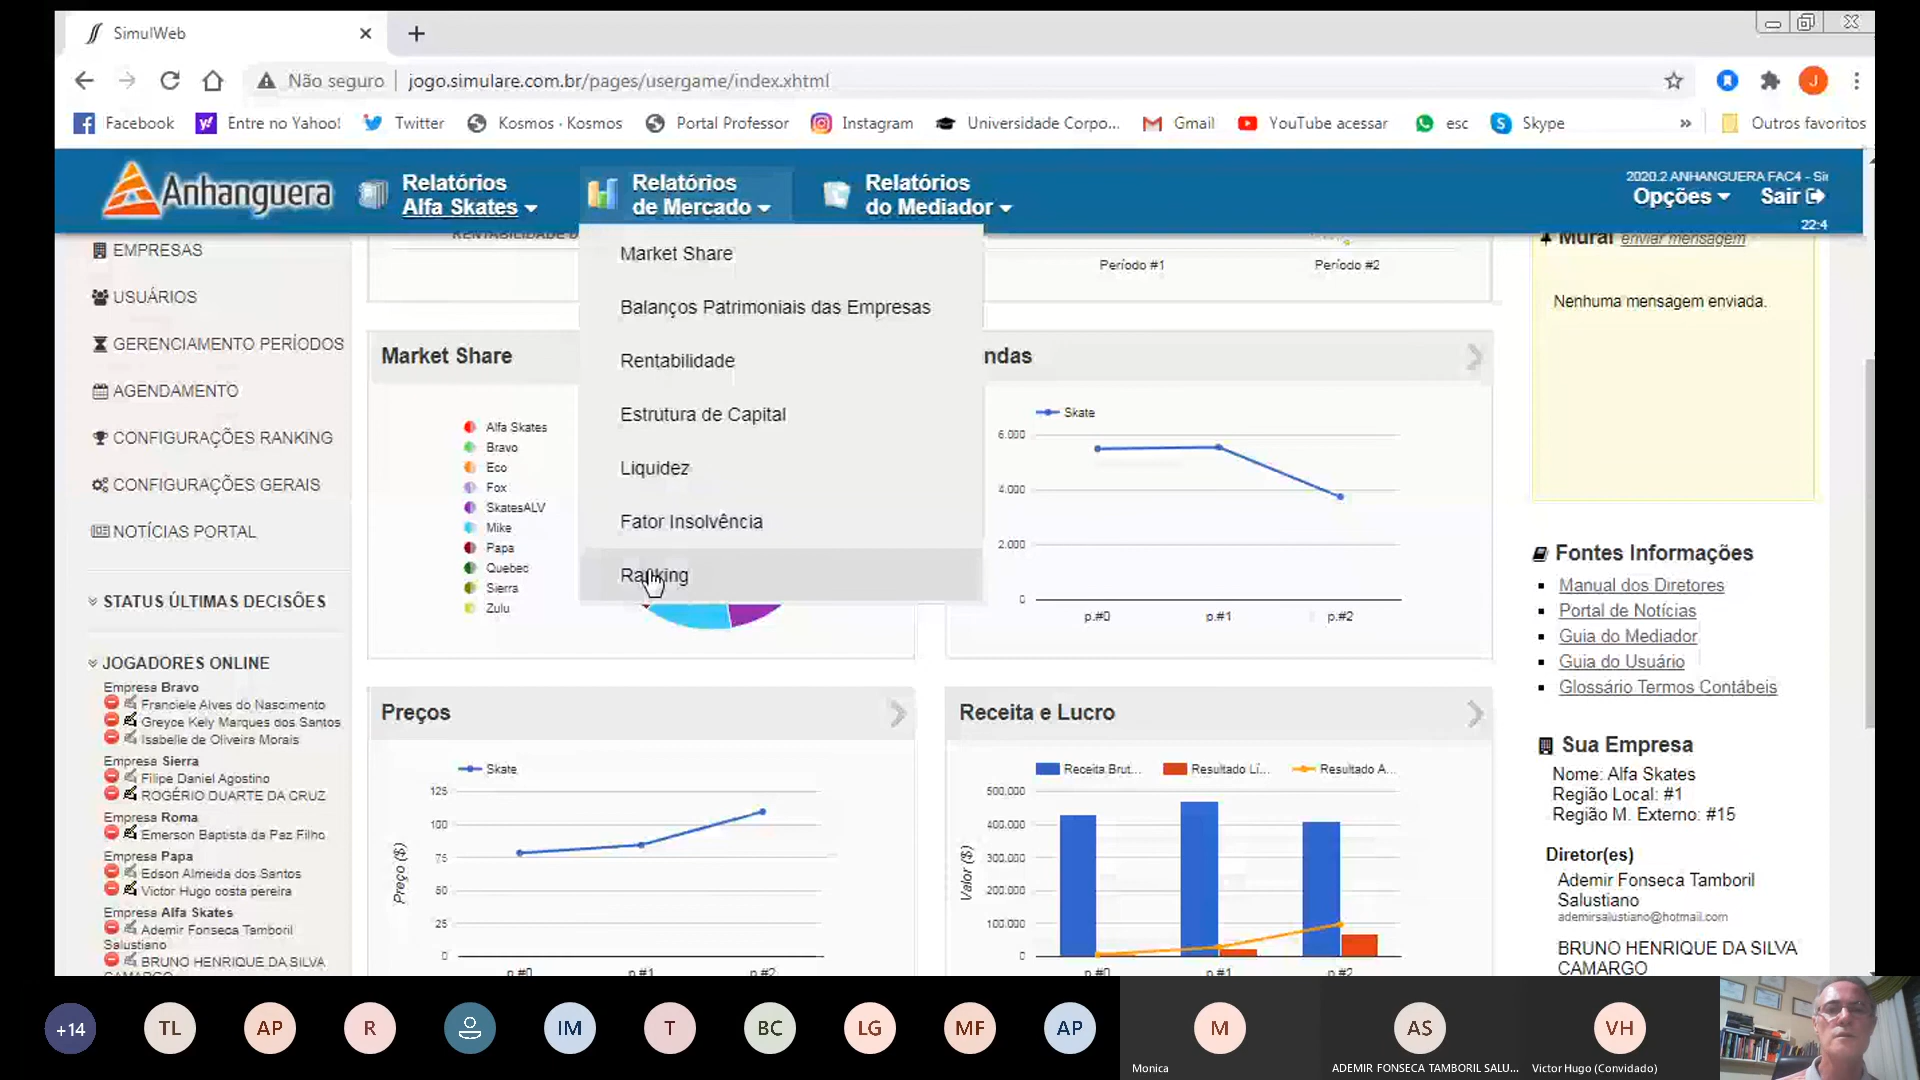 SimulWeb
Não seguro
jogo.simulare.com.br/pages/usergame/index.xhtml
Facebook
Entre no Yahoo!
Twitter
Kosmos · Kosmos
Portal Professor
Instagram
Universidade Corpo...
Gmail
YouTube acessar
esc
Skype
»
Outros favoritos
Anhanguera
Relatórios
Alfa Skates
Relatórios
de Mercado
Relatórios
do Mediador
2020.2 ANHANGUERA FAC4 - Sir
Opções
Sair
22:4
EMPRESAS
USUÁRIOS
GERENCIAMENTO PERÍODOS
AGENDAMENTO
CONFIGURAÇÕES RANKING
CONFIGURAÇÕES GERAIS
NOTÍCIAS PORTAL
STATUS ÚLTIMAS DECISÕES
JOGADORES ONLINE
Empresa Bravo
Franciele Alves do Nascimento
Greyce Kely Marques dos Santos
Isabelle de Oliveira Morais
Empresa Sierra
Filipe Daniel Agostino
ROGÉRIO DUARTE DA CRUZ
Empresa Roma
Emerson Baptista da Paz Filho
Empresa Papa
Edson Almeida dos Santos
Victor Hugo costa pereira
Empresa Alfa Skates
Ademir Fonseca Tamboril
Salustiano
BRUNO HENRIQUE DA SILVA
CAMARGO
RENTABILIDADE D
Market Share
Balanços Patrimoniais das Empresas
Rentabilidade
Estrutura de Capital
Liquidez
Fator Insolvência
Ranking
Período #1
Período #2
Market Share
Alfa Skates
Bravo
Eco
Fox
SkatesALV
Mike
Papa
Quebec
Sierra
Zulu
ndas
Skate
6.000
4.000
2.000
0
p.#0
p.#1
p.#2
Preços
Skate
Preço ($)
125
100
75
50
25
0
p.#0
p.#1
p.#2
Receita e Lucro
Receita Brut...
Resultado Lí...
Resultado A...
Valor ($)
500.000
400.000
300.000
200.000
100.000
0
p.#0
p.#1
p.#2
Mural enviar mensagem
Nenhuma mensagem enviada.
Fontes Informações
Manual dos Diretores
Portal de Notícias
Guia do Mediador
Guia do Usuário
Glossário Termos Contábeis
Sua Empresa
Nome: Alfa Skates
Região Local: #1
Região M. Externo: #15
Diretor(es)
Ademir Fonseca Tamboril
Salustiano
ademirsalustiano@hotmail.com
BRUNO HENRIQUE DA SILVA
CAMARGO
J
+14
TL
AP
R
IM
T
BC
LG
MF
AP
M
AS
VH
Monica
ADEMIR FONSECA TAMBORIL SALU...
Victor Hugo (Convidado)